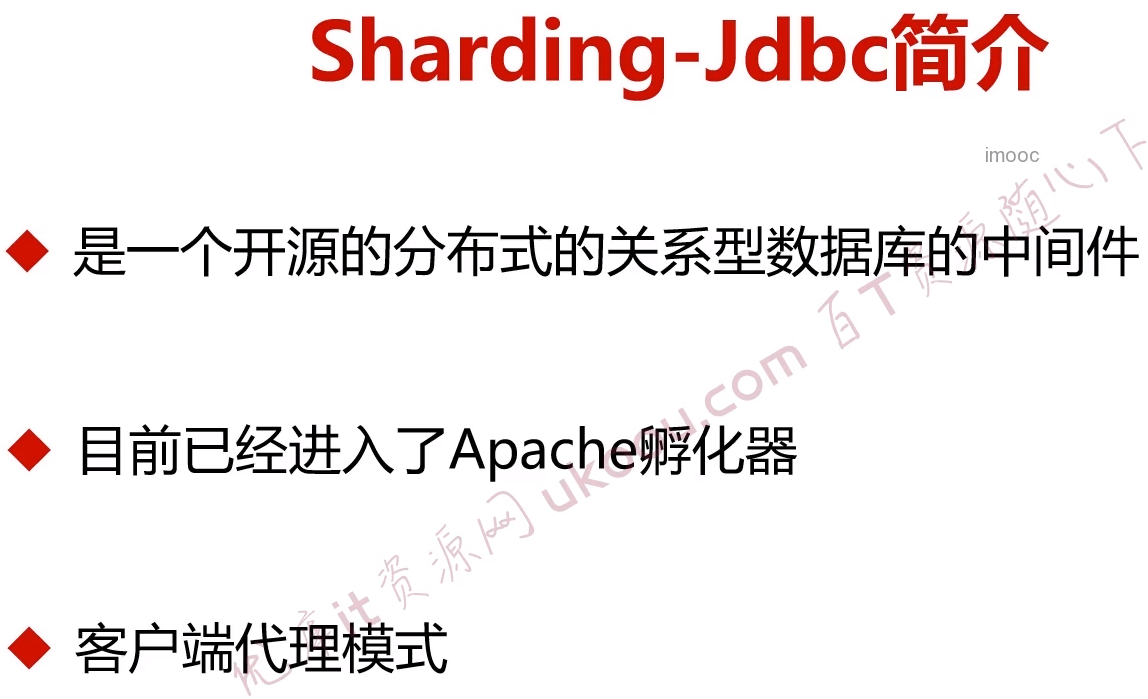 Sharding-Jdbc简介
imooc
是一个开源的分布式的关系型数据库的中间件
目前已经进入了Apache孵化器
客户端代理模式
it资源网 ukoou.com 百T资源随心下